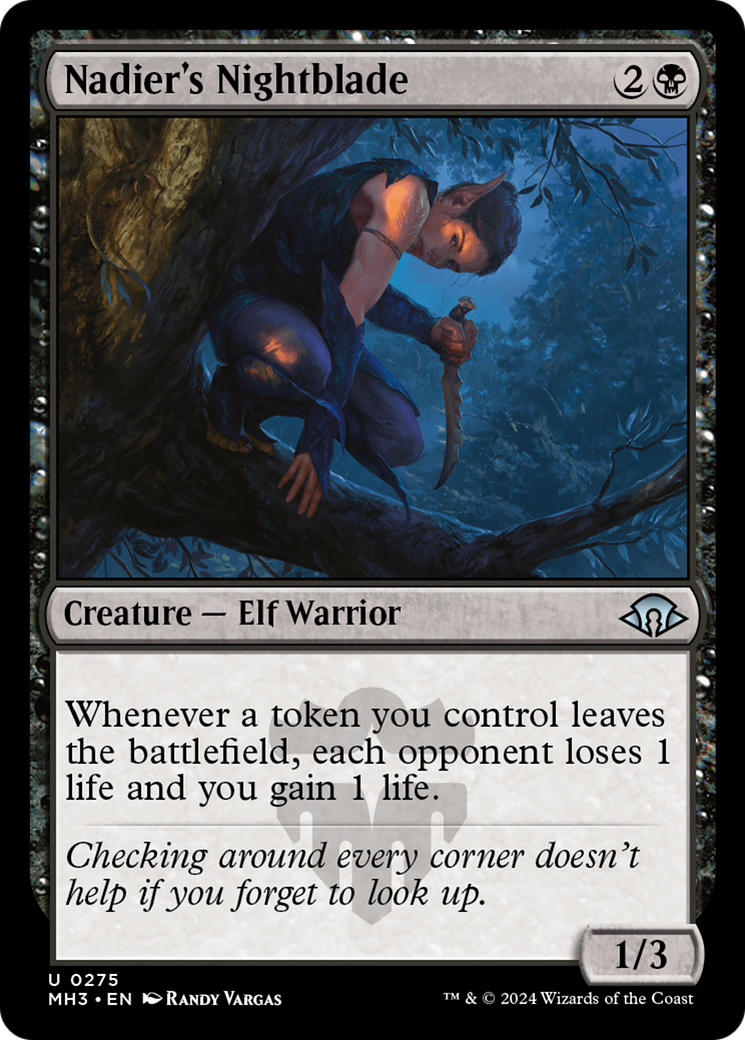 Nadier's Nightblade 2
Creature — Elf Warrior
Whenever a token you control leaves
the battlefield, each opponent loses 1
life and you gain 1 life.
Checking around every corner doesn't
help if you forget to look up.
1/3
U 0275
MH3 • EN Randy Vargas
™ & © 2024 Wizards of the Coast